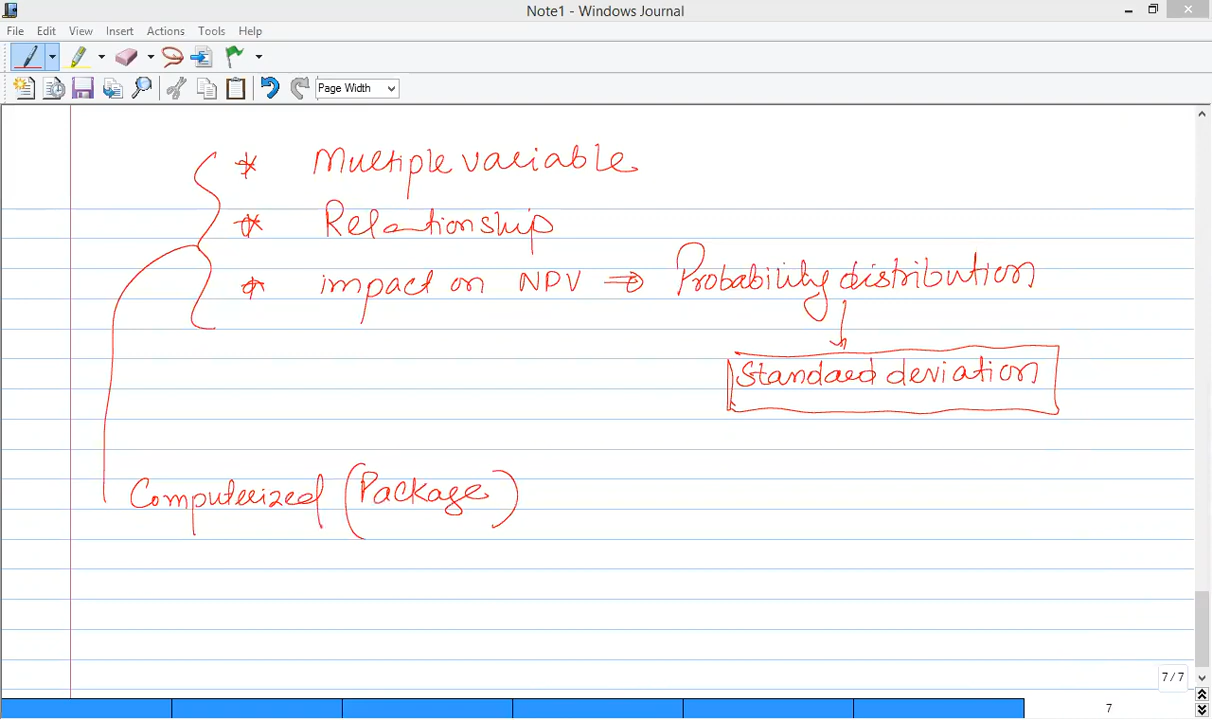 Note1 - Windows Journal
File Edit View Insert Actions Tools Help
Page Width
* Multiple variable
* Relationship
* impact on NPV ⇒ Probability distribution
Standard deviation
Computerized (Package)
7 / 7
7